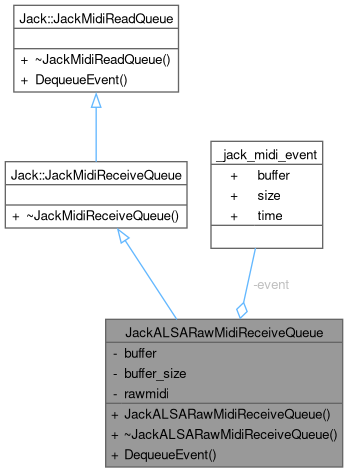 Jack::JackMidiReadQueue
+ ~JackMidiReadQueue()
+ DequeueEvent()
Jack::JackMidiReceiveQueue
+ ~JackMidiReceiveQueue()
_jack_midi_event
+ buffer
+ size
+ time
-event
JackALSARawMidiReceiveQueue
- buffer
- buffer_size
- rawmidi
+ JackALSARawMidiReceiveQueue()
+ ~JackALSARawMidiReceiveQueue()
+ DequeueEvent()